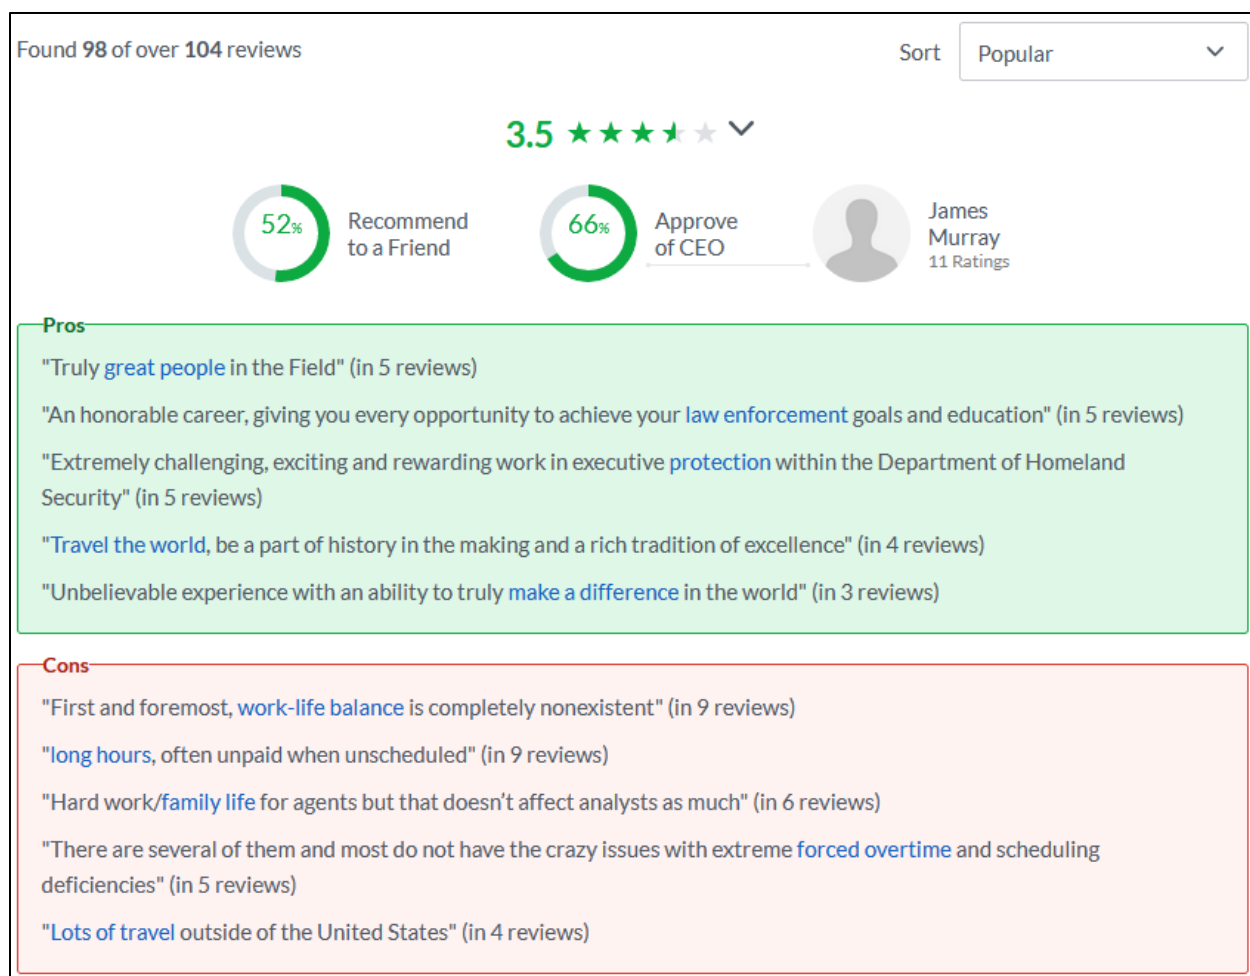 Found 98 of over 104 reviews
Sort
Popular
3.5
52%
Recommend
to a Friend
66%
Approve
of CEO
James
Murray
11 Ratings
Pros
"Truly great people in the Field" (in 5 reviews)
"An honorable career, giving you every opportunity to achieve your law enforcement goals and education" (in 5 reviews)
"Extremely challenging, exciting and rewarding work in executive protection within the Department of Homeland
Security" (in 5 reviews)
"Travel the world, be a part of history in the making and a rich tradition of excellence" (in 4 reviews)
"Unbelievable experience with an ability to truly make a difference in the world" (in 3 reviews)
Cons
"First and foremost, work-life balance is completely nonexistent" (in 9 reviews)
"long hours, often unpaid when unscheduled" (in 9 reviews)
"Hard work/family life for agents but that doesn't affect analysts as much" (in 6 reviews)
"There are several of them and most do not have the crazy issues with extreme forced overtime and scheduling
deficiencies" (in 5 reviews)
"Lots of travel outside of the United States" (in 4 reviews)